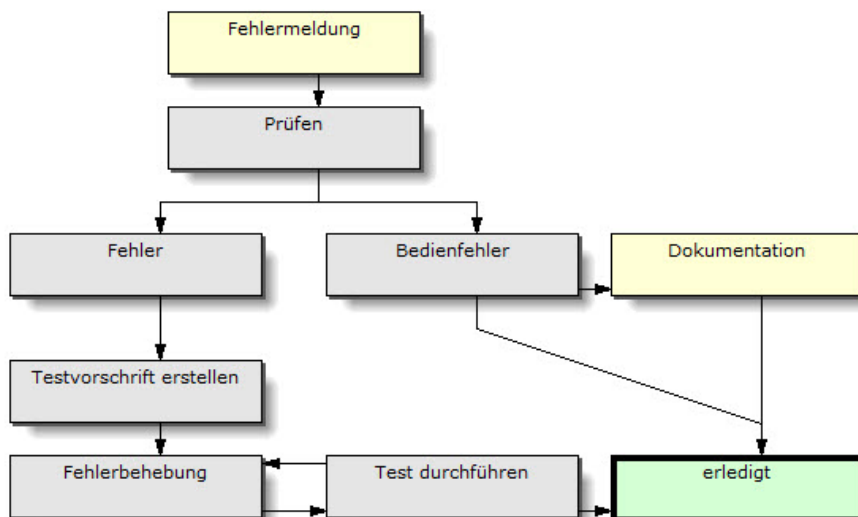 Fehlermeldung
Prüfen
Fehler
Bedienfehler
Dokumentation
Testvorschrift erstellen
Fehlerbehebung
Test durchführen
erledigt